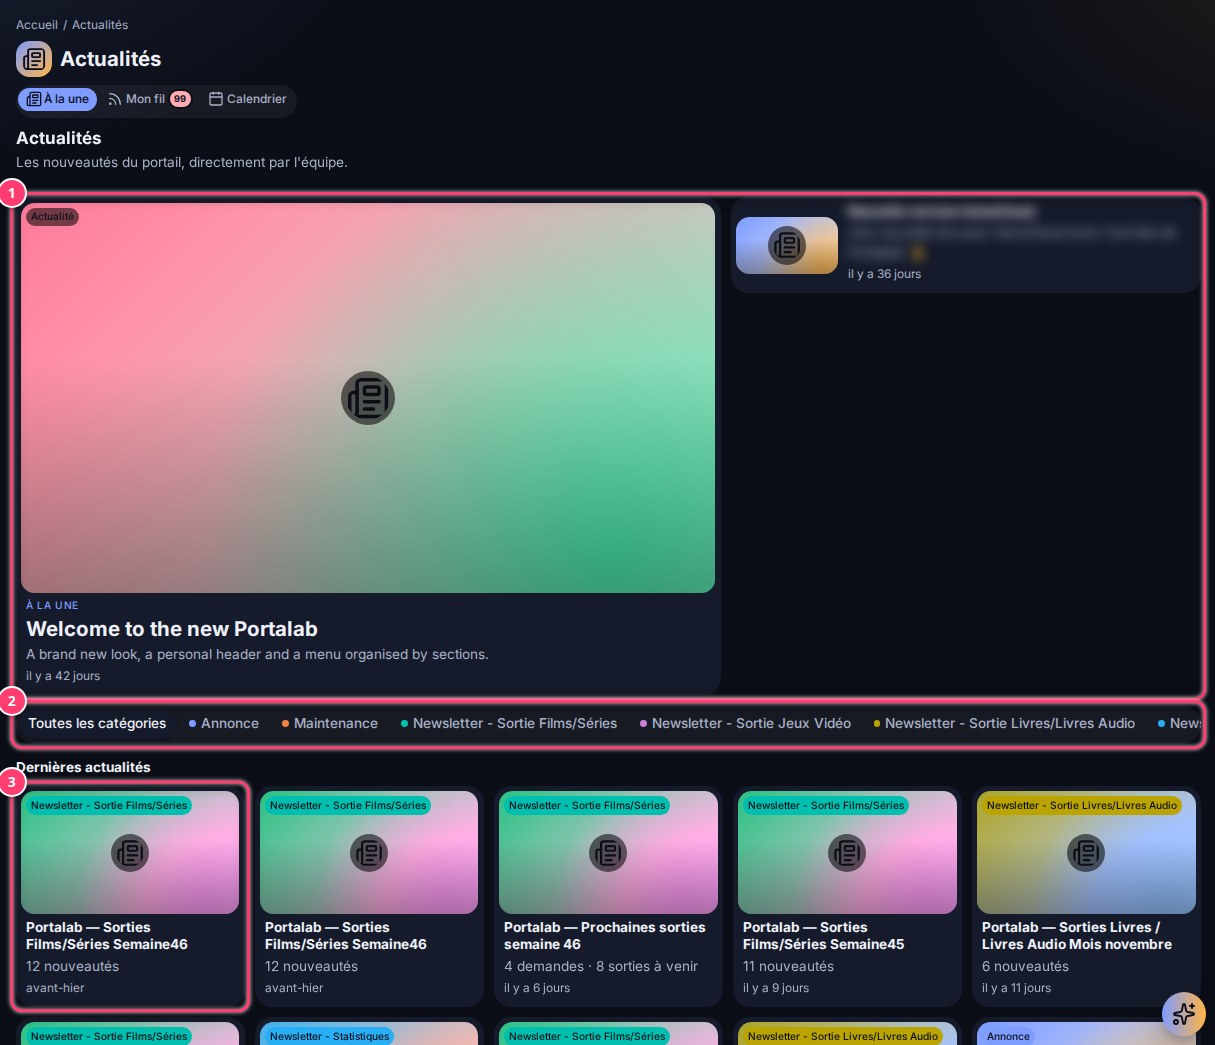 Accueil / Actualités
Actualités
À la une Mon fil 99 Calendrier
Actualités
Les nouveautés du portail, directement par l'équipe.
1
Actualité
il y a 36 jours
À LA UNE
Welcome to the new Portalab
A brand new look, a personal header and a menu organised by sections.
il y a 42 jours
2
Toutes les catégories Annonce Maintenance Newsletter - Sortie Films/Séries Newsletter - Sortie Jeux Vidéo Newsletter - Sortie Livres/Livres Audio News
Dernières actualités
3
Newsletter - Sortie Films/Séries
Portalab — Sorties
Films/Séries Semaine46
12 nouveautés
avant-hier
Newsletter - Sortie Films/Séries
Portalab — Sorties
Films/Séries Semaine46
12 nouveautés
avant-hier
Newsletter - Sortie Films/Séries
Portalab — Prochaines sorties
semaine 46
4 demandes · 8 sorties à venir
il y a 6 jours
Newsletter - Sortie Films/Séries
Portalab — Sorties
Films/Séries Semaine45
11 nouveautés
il y a 9 jours
Newsletter - Sortie Livres/Livres Audio
Portalab — Sorties Livres /
Livres Audio Mois novembre
6 nouveautés
il y a 11 jours
Newsletter - Sortie Films/Séries
Newsletter - Statistiques
Newsletter - Sortie Films/Séries
Newsletter - Sortie Livres/Livres Audio
Annonce